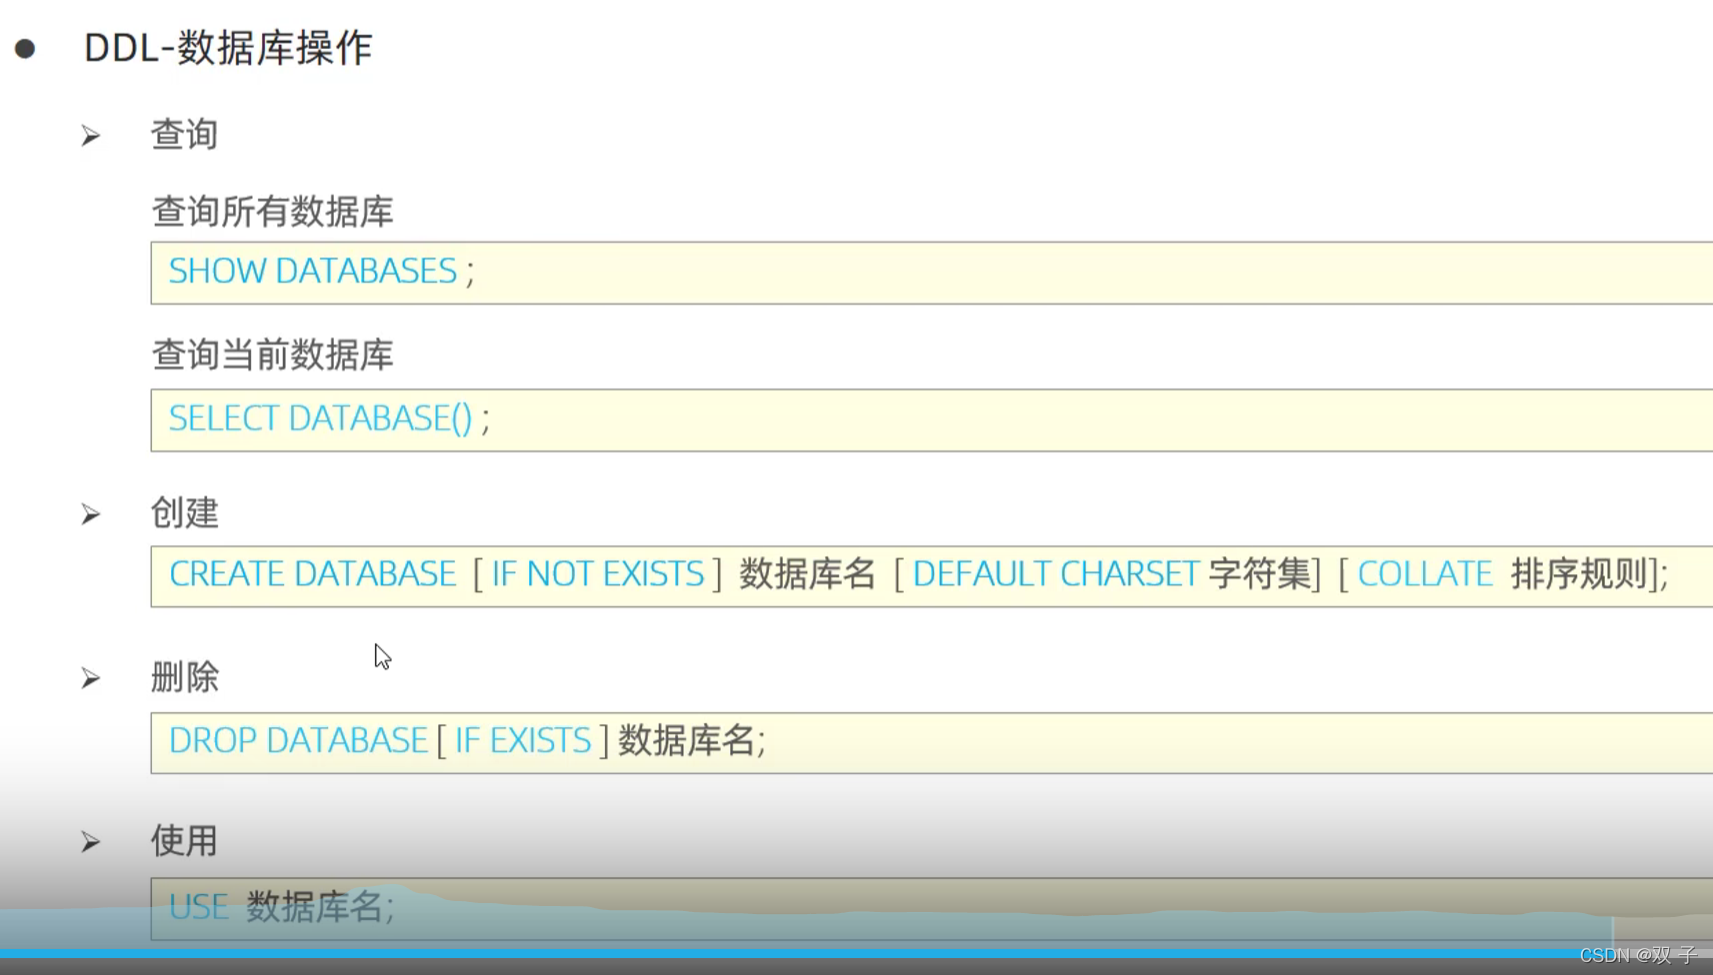 DDL-数据库操作
查询
查询所有数据库
SHOW DATABASES ;
查询当前数据库
SELECT DATABASE() ;
创建
CREATE DATABASE [ IF NOT EXISTS ] 数据库名 [ DEFAULT CHARSET 字符集] [ COLLATE 排序规则];
删除
DROP DATABASE [ IF EXISTS ] 数据库名;
使用
USE 数据库名;
CSDN @双 子